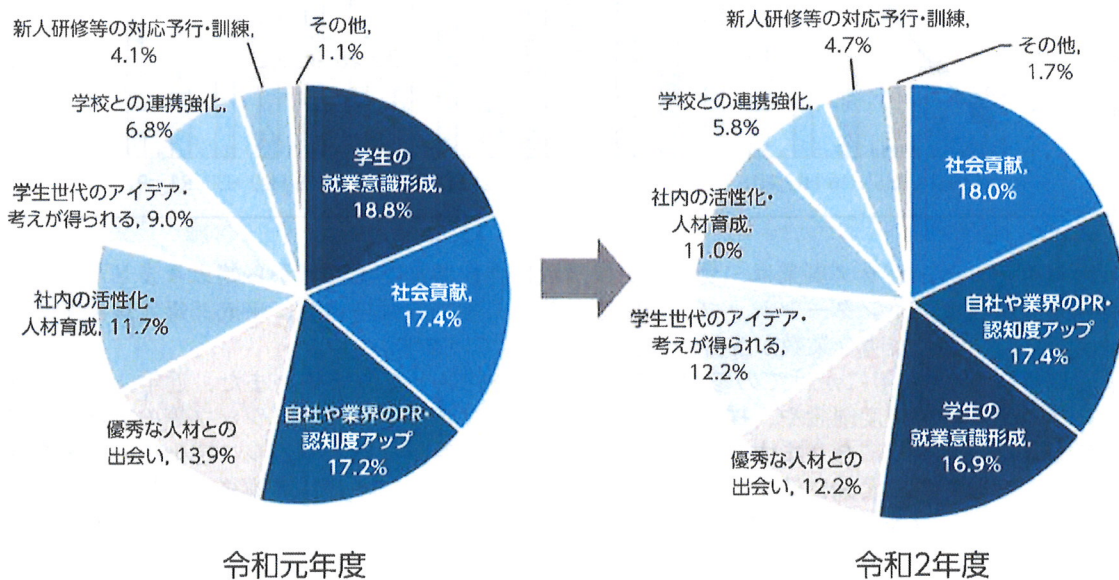 新人研修等の対応予行・訓練,
4.1%
その他,
1.1%
学校との連携強化,
6.8%
学生の
就業意識形成,
18.8%
学生世代のアイデア・
考えが得られる, 9.0%
社会貢献,
17.4%
社内の活性化・
人材育成, 11.7%
自社や業界のPR・
認知度アップ
17.2%
優秀な人材との
出会い, 13.9%
令和元年度
新人研修等の対応予行・訓練,
4.7%
その他,
1.7%
学校との連携強化,
5.8%
社会貢献,
18.0%
社内の活性化・
人材育成,
11.0%
自社や業界のPR・
認知度アップ
17.4%
学生世代のアイデア・
考えが得られる,
12.2%
学生の
就業意識形成,
16.9%
優秀な人材との
出会い, 12.2%
令和2年度